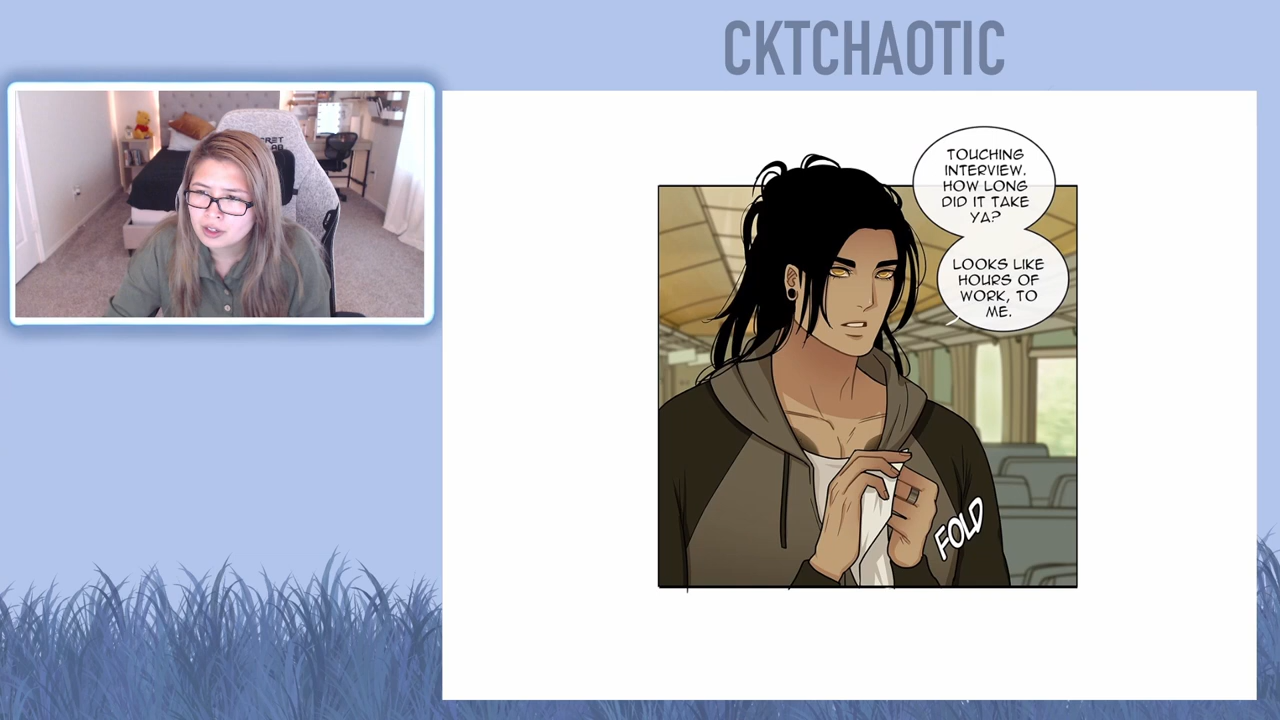 CKTCHAOTIC
TOUCHING
INTERVIEW.
HOW LONG
DID IT TAKE
YA?
LOOKS LIKE
HOURS OF
WORK, TO
ME.
FOLD